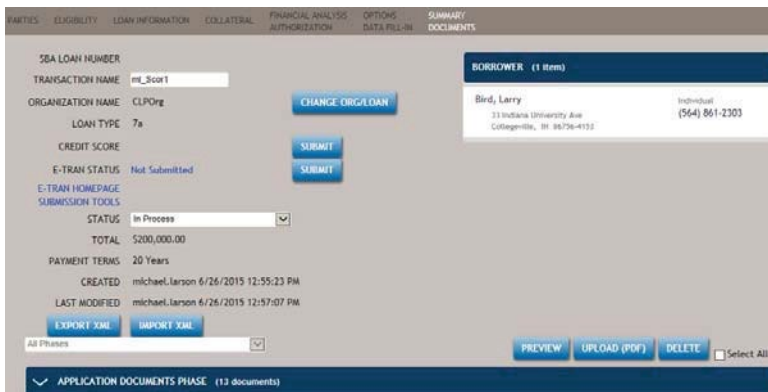 PARTIES ELIGIBILITY LOAN INFORMATION COLLATERAL FINANCIAL ANALYSIS AUTHORIZATION OPTIONS DATA FILL-IN SUMMARY DOCUMENTS
SBA LOAN NUMBER
TRANSACTION NAME mt_Scor1
ORGANIZATION NAME CLPOrg CHANGE ORG/LOAN
LOAN TYPE 7a
CREDIT SCORE SUBMIT
E-TRAN STATUS Not Submitted SUBMIT
E-TRAN HOMEPAGE
SUBMISSION TOOLS
STATUS In Process
TOTAL $200,000.00
PAYMENT TERMS 20 Years
CREATED michael.larson 6/26/2015 12:55:23 PM
LAST MODIFIED michael.larson 6/26/2015 12:57:07 PM
EXPORT XML IMPORT XML
All Phases
BORROWER (1 item)
Bird, Larry Individual
33 Indiana University Ave (564) 861-2303
Collegeville, IN 86756-4153
PREVIEW UPLOAD (PDF) DELETE Select All
APPLICATION DOCUMENTS PHASE (13 documents)